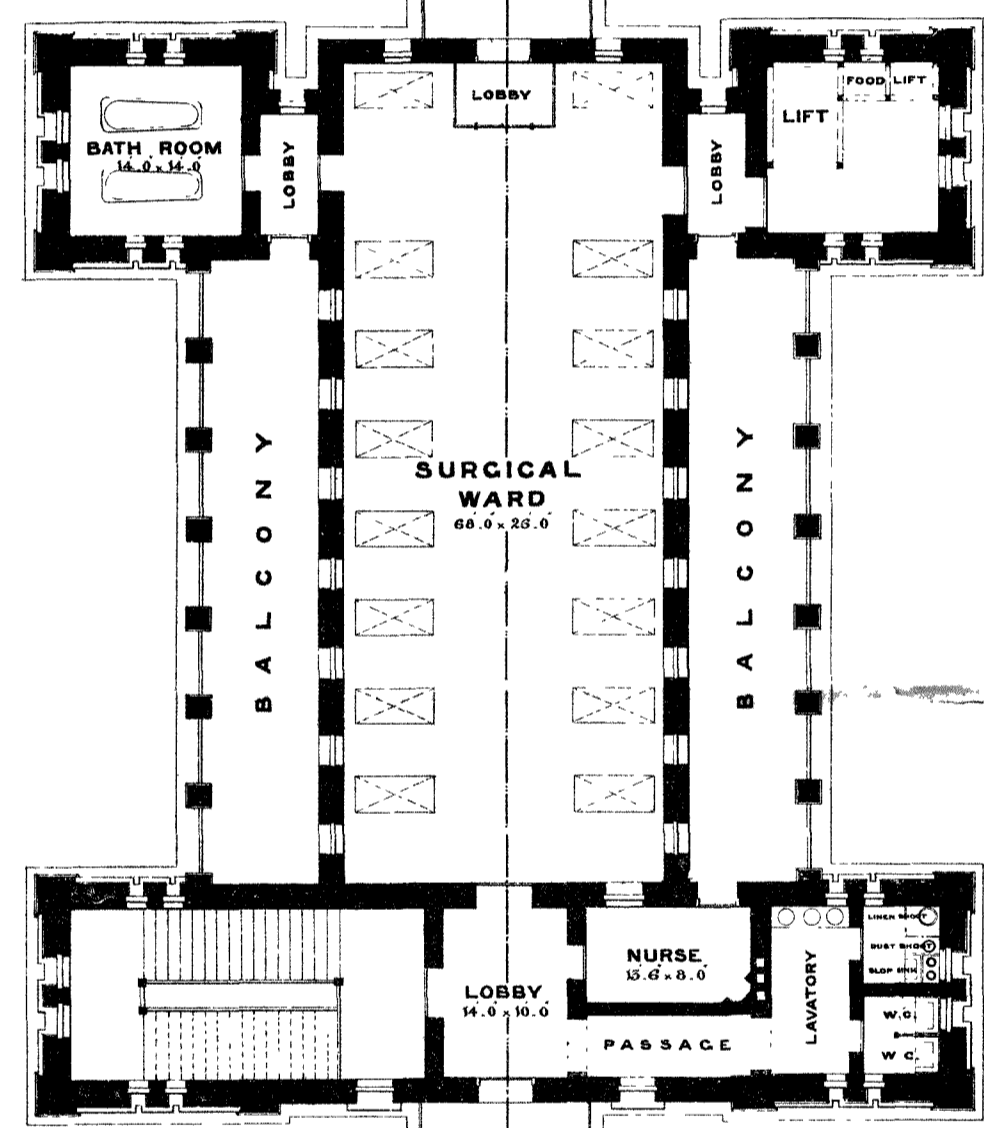 LOBBY
FOOD LIFT
LIFT
BATH ROOM
14.0 x 14.0
LOBBY
LOBBY
SURGICAL
WARD
68.0 x 26.0
BALCONY
BALCONY
LINEN SHOOT
DUST SHOOT
SLOP SINK
NURSE
13.6 x 8.0
LAVATORY
LOBBY
14.0 x 10.0
W.C.
PASSAGE
W.C.